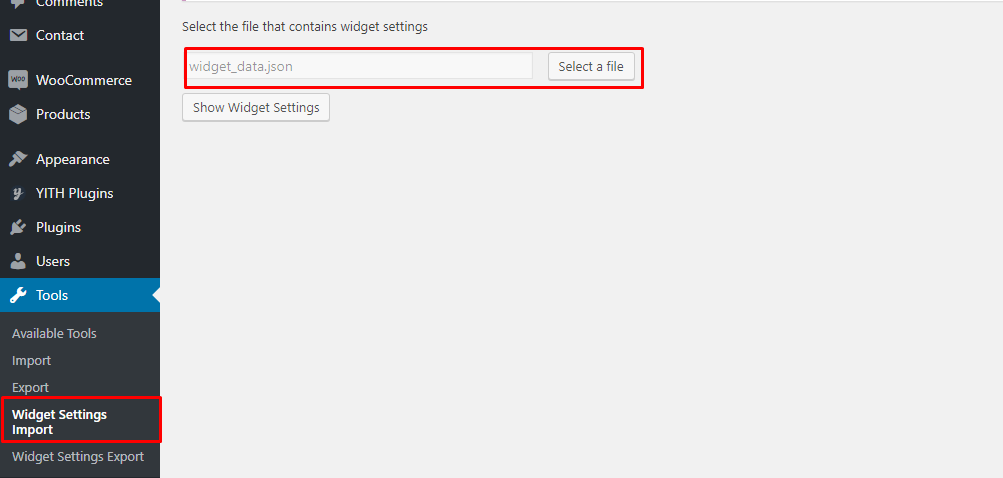 Comments
Contact
WOO
WooCommerce
Products
Appearance
YITH Plugins
Plugins
Users
Tools
Available Tools
Import
Export
Widget Settings
Import
Widget Settings Export
Select the file that contains widget settings
widget_data.json
Select a file
Show Widget Settings